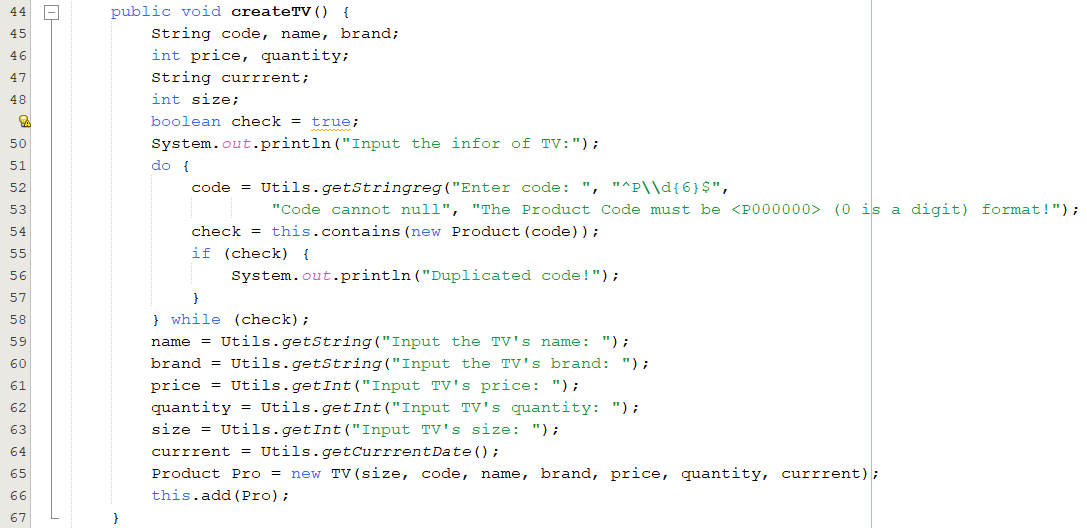 44 public void createTV() {
45 String code, name, brand;
46 int price, quantity;
47 String currrent;
48 int size;
boolean check = true;
50 System.out.println("Input the infor of TV:");
51 do {
52 code = Utils.getStringreg("Enter code: ", "^P\\d{6}$",
53 "Code cannot null", "The Product Code must be <P000000> (0 is a digit) format!");
54 check = this.contains(new Product(code));
55 if (check) {
56 System.out.println("Duplicated code!");
57 }
58 } while (check);
59 name = Utils.getString("Input the TV's name: ");
60 brand = Utils.getString("Input the TV's brand: ");
61 price = Utils.getInt("Input TV's price: ");
62 quantity = Utils.getInt("Input TV's quantity: ");
63 size = Utils.getInt("Input TV's size: ");
64 currrent = Utils.getCurrrentDate();
65 Product Pro = new TV(size, code, name, brand, price, quantity, currrent);
66 this.add(Pro);
67 }